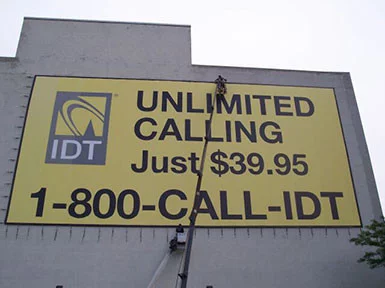 IDT
UNLIMITED
CALLING
Just $39.95
1-800-CALL-IDT